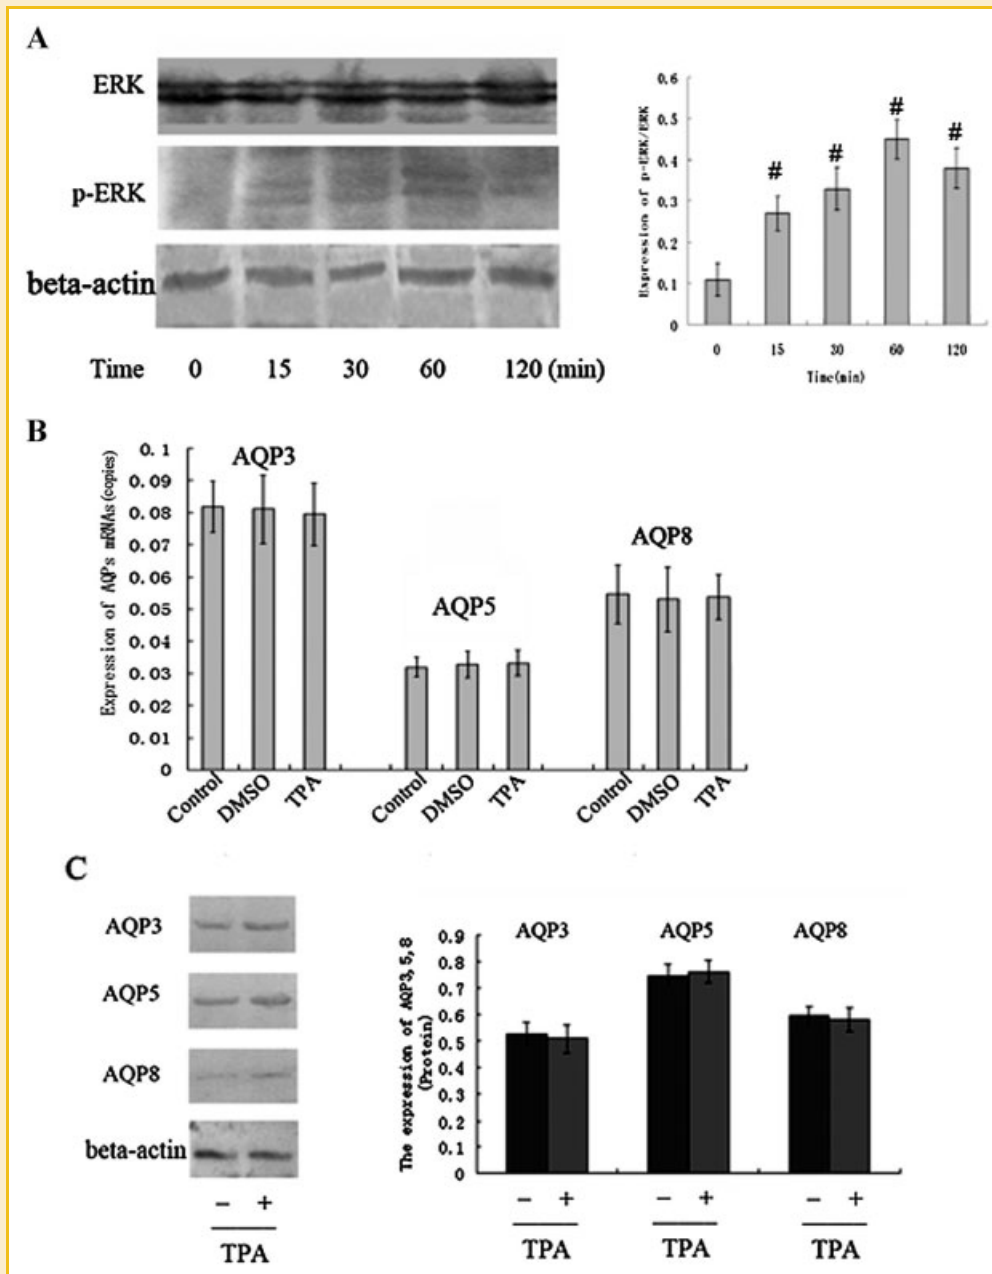 A
ERK
p-ERK
beta-actin
Time 0 15 30 60 120 (min)
Expression of p-ERK/ERK
0.6
0.5
0.4
0.3
0.2
0.1
0
# # # # 
0 15 30 60 120
Time(min)
B
Expression of AQPs mRNAs(copies)
0.1
0.09
0.08
0.07
0.06
0.05
0.04
0.03
0.02
0.01
0
AQP3
AQP5
AQP8
Control DMSO TPA Control DMSO TPA Control DMSO TPA
C
AQP3
AQP5
AQP8
beta-actin
− +
TPA
The expression of AQP3,5,8
(Protein)
0.9
0.8
0.7
0.6
0.5
0.4
0.3
0.2
0.1
0
AQP3 AQP5 AQP8
− + − + − +
TPA TPA TPA